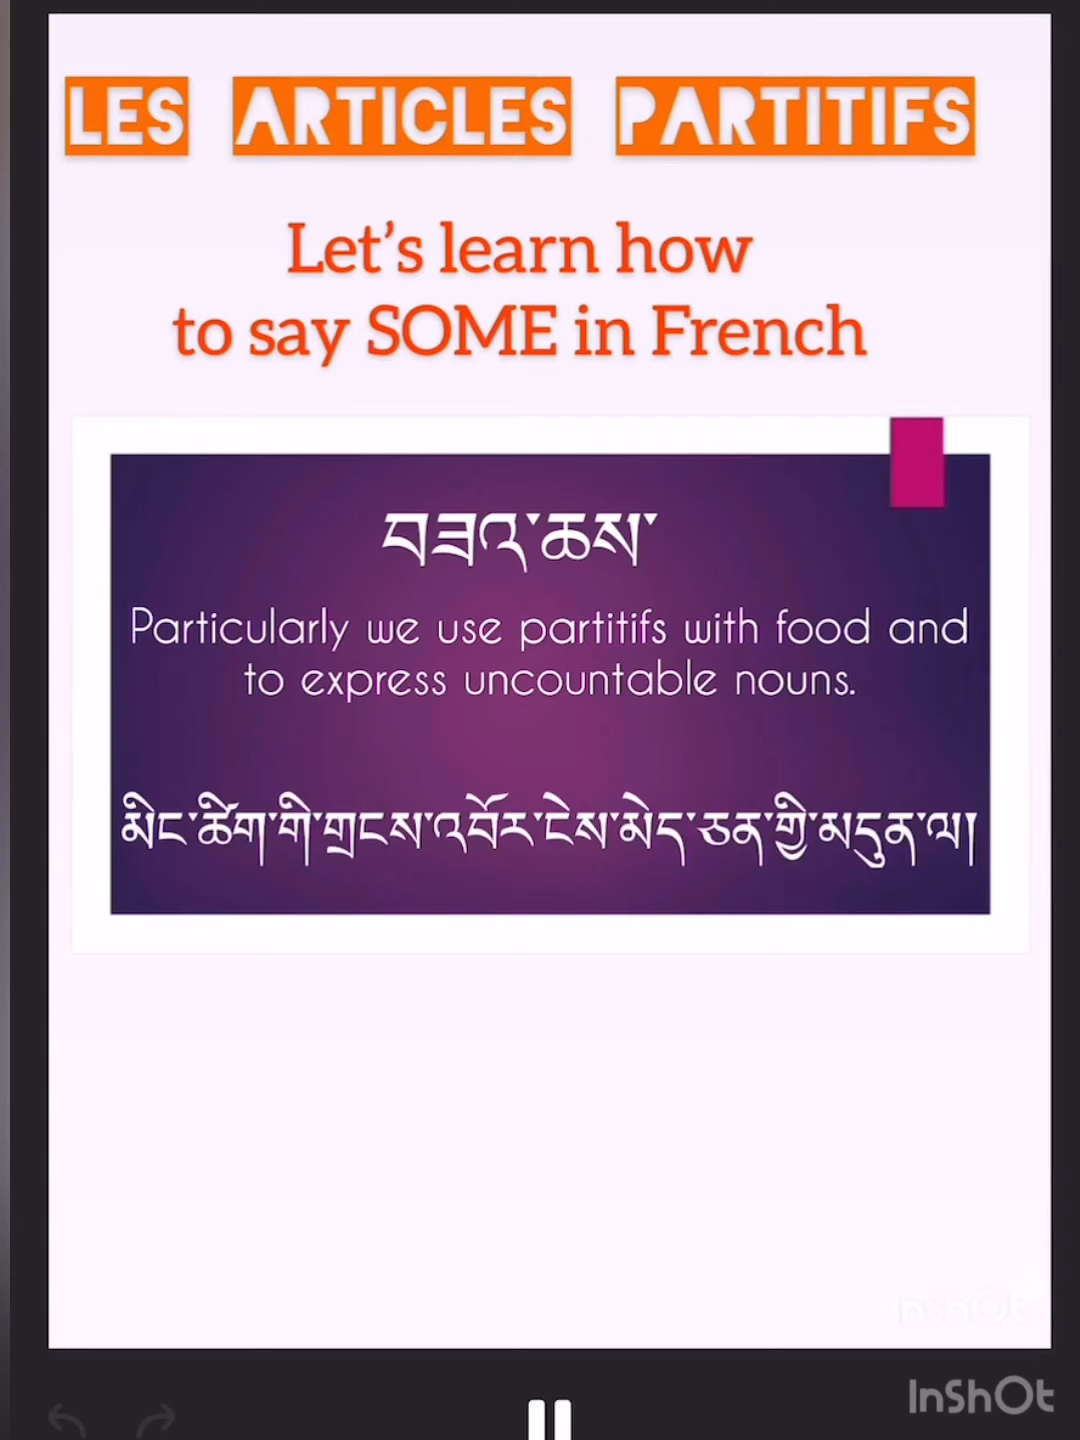 LES ARTICLES PARTITIFS
Let's learn how
to say SOME in French
བཟའ་ཆས་
Particularly we use partitifs with food and
to express uncountable nouns.
མིང་ཚིག་གི་གྲངས་འབོར་ངེས་མེད་ཅན་གྱི་མདུན་ལ།
InShOt
InShOt